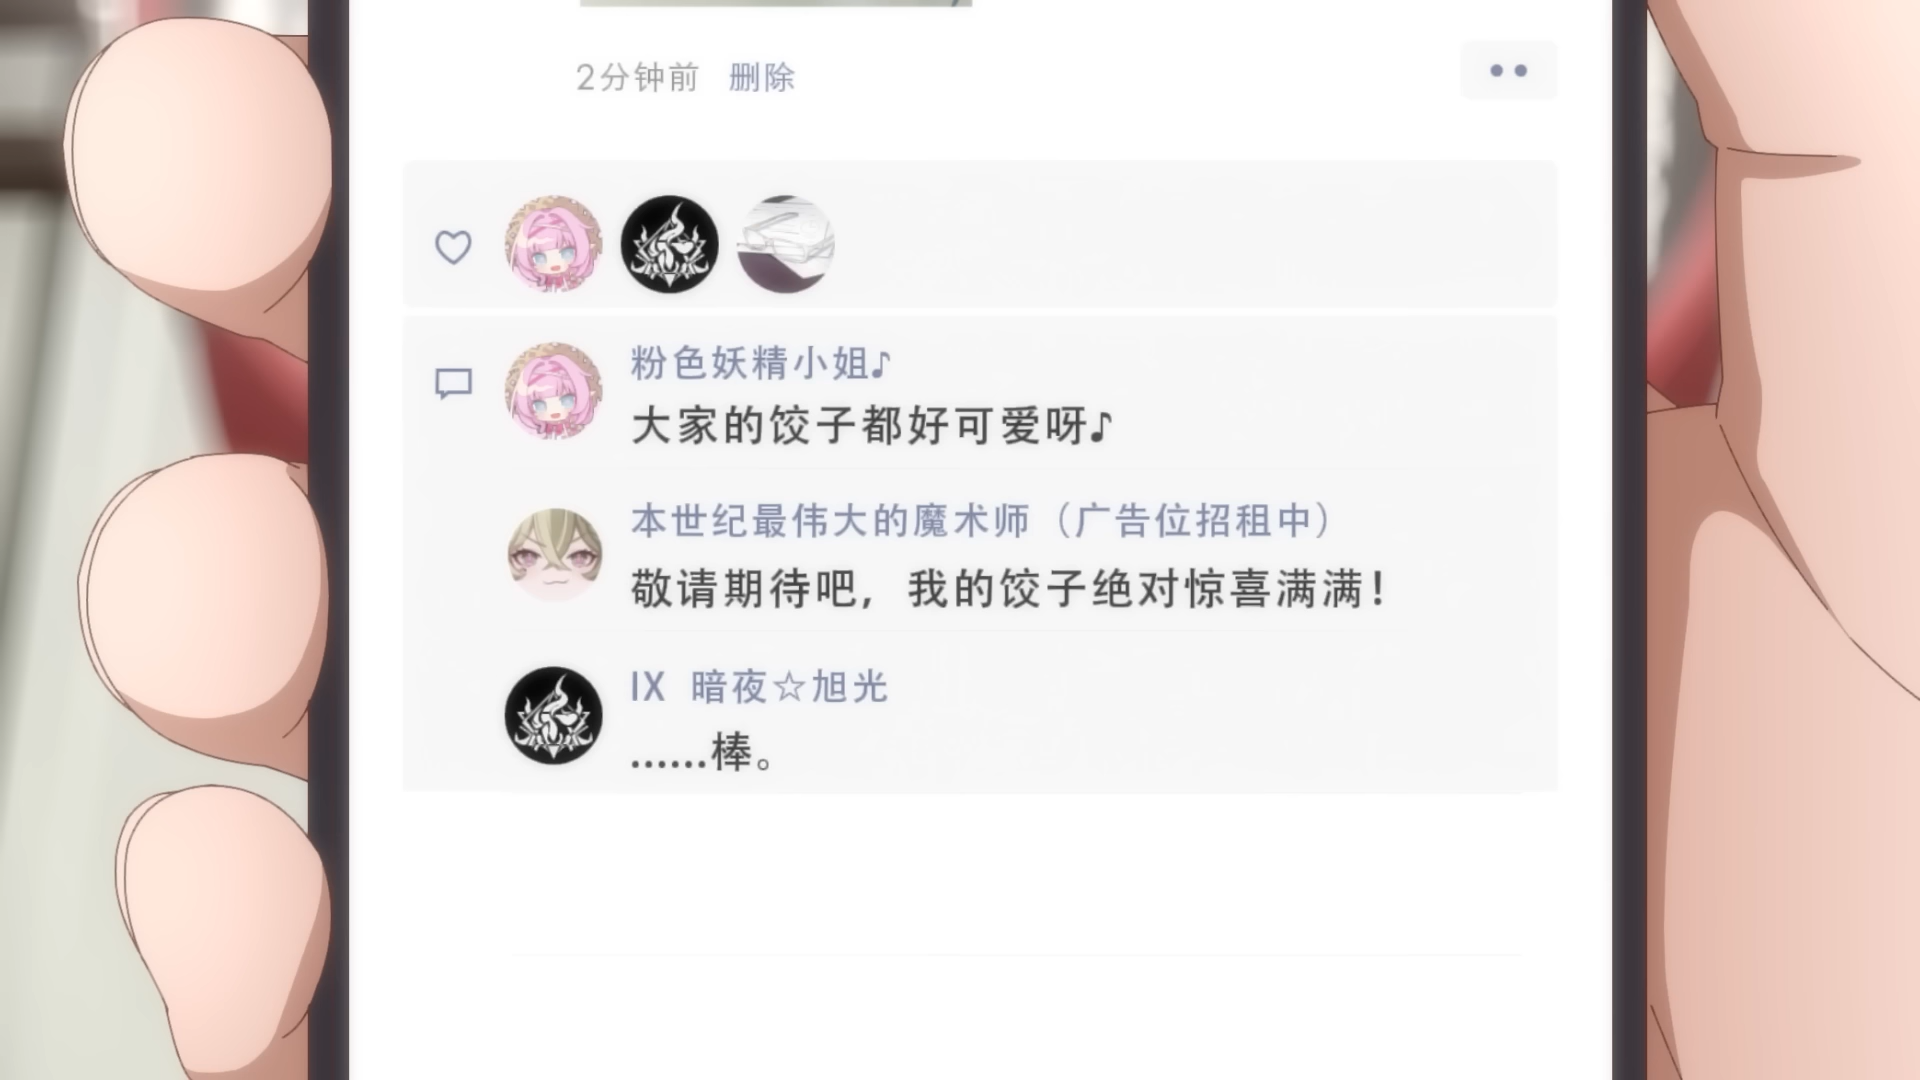 2分钟前 删除
粉色妖精小姐♪
大家的饺子都好可爱呀♪
本世纪最伟大的魔术师（广告位招租中）
敬请期待吧，我的饺子绝对惊喜满满！
IX 暗夜☆旭光
......棒。